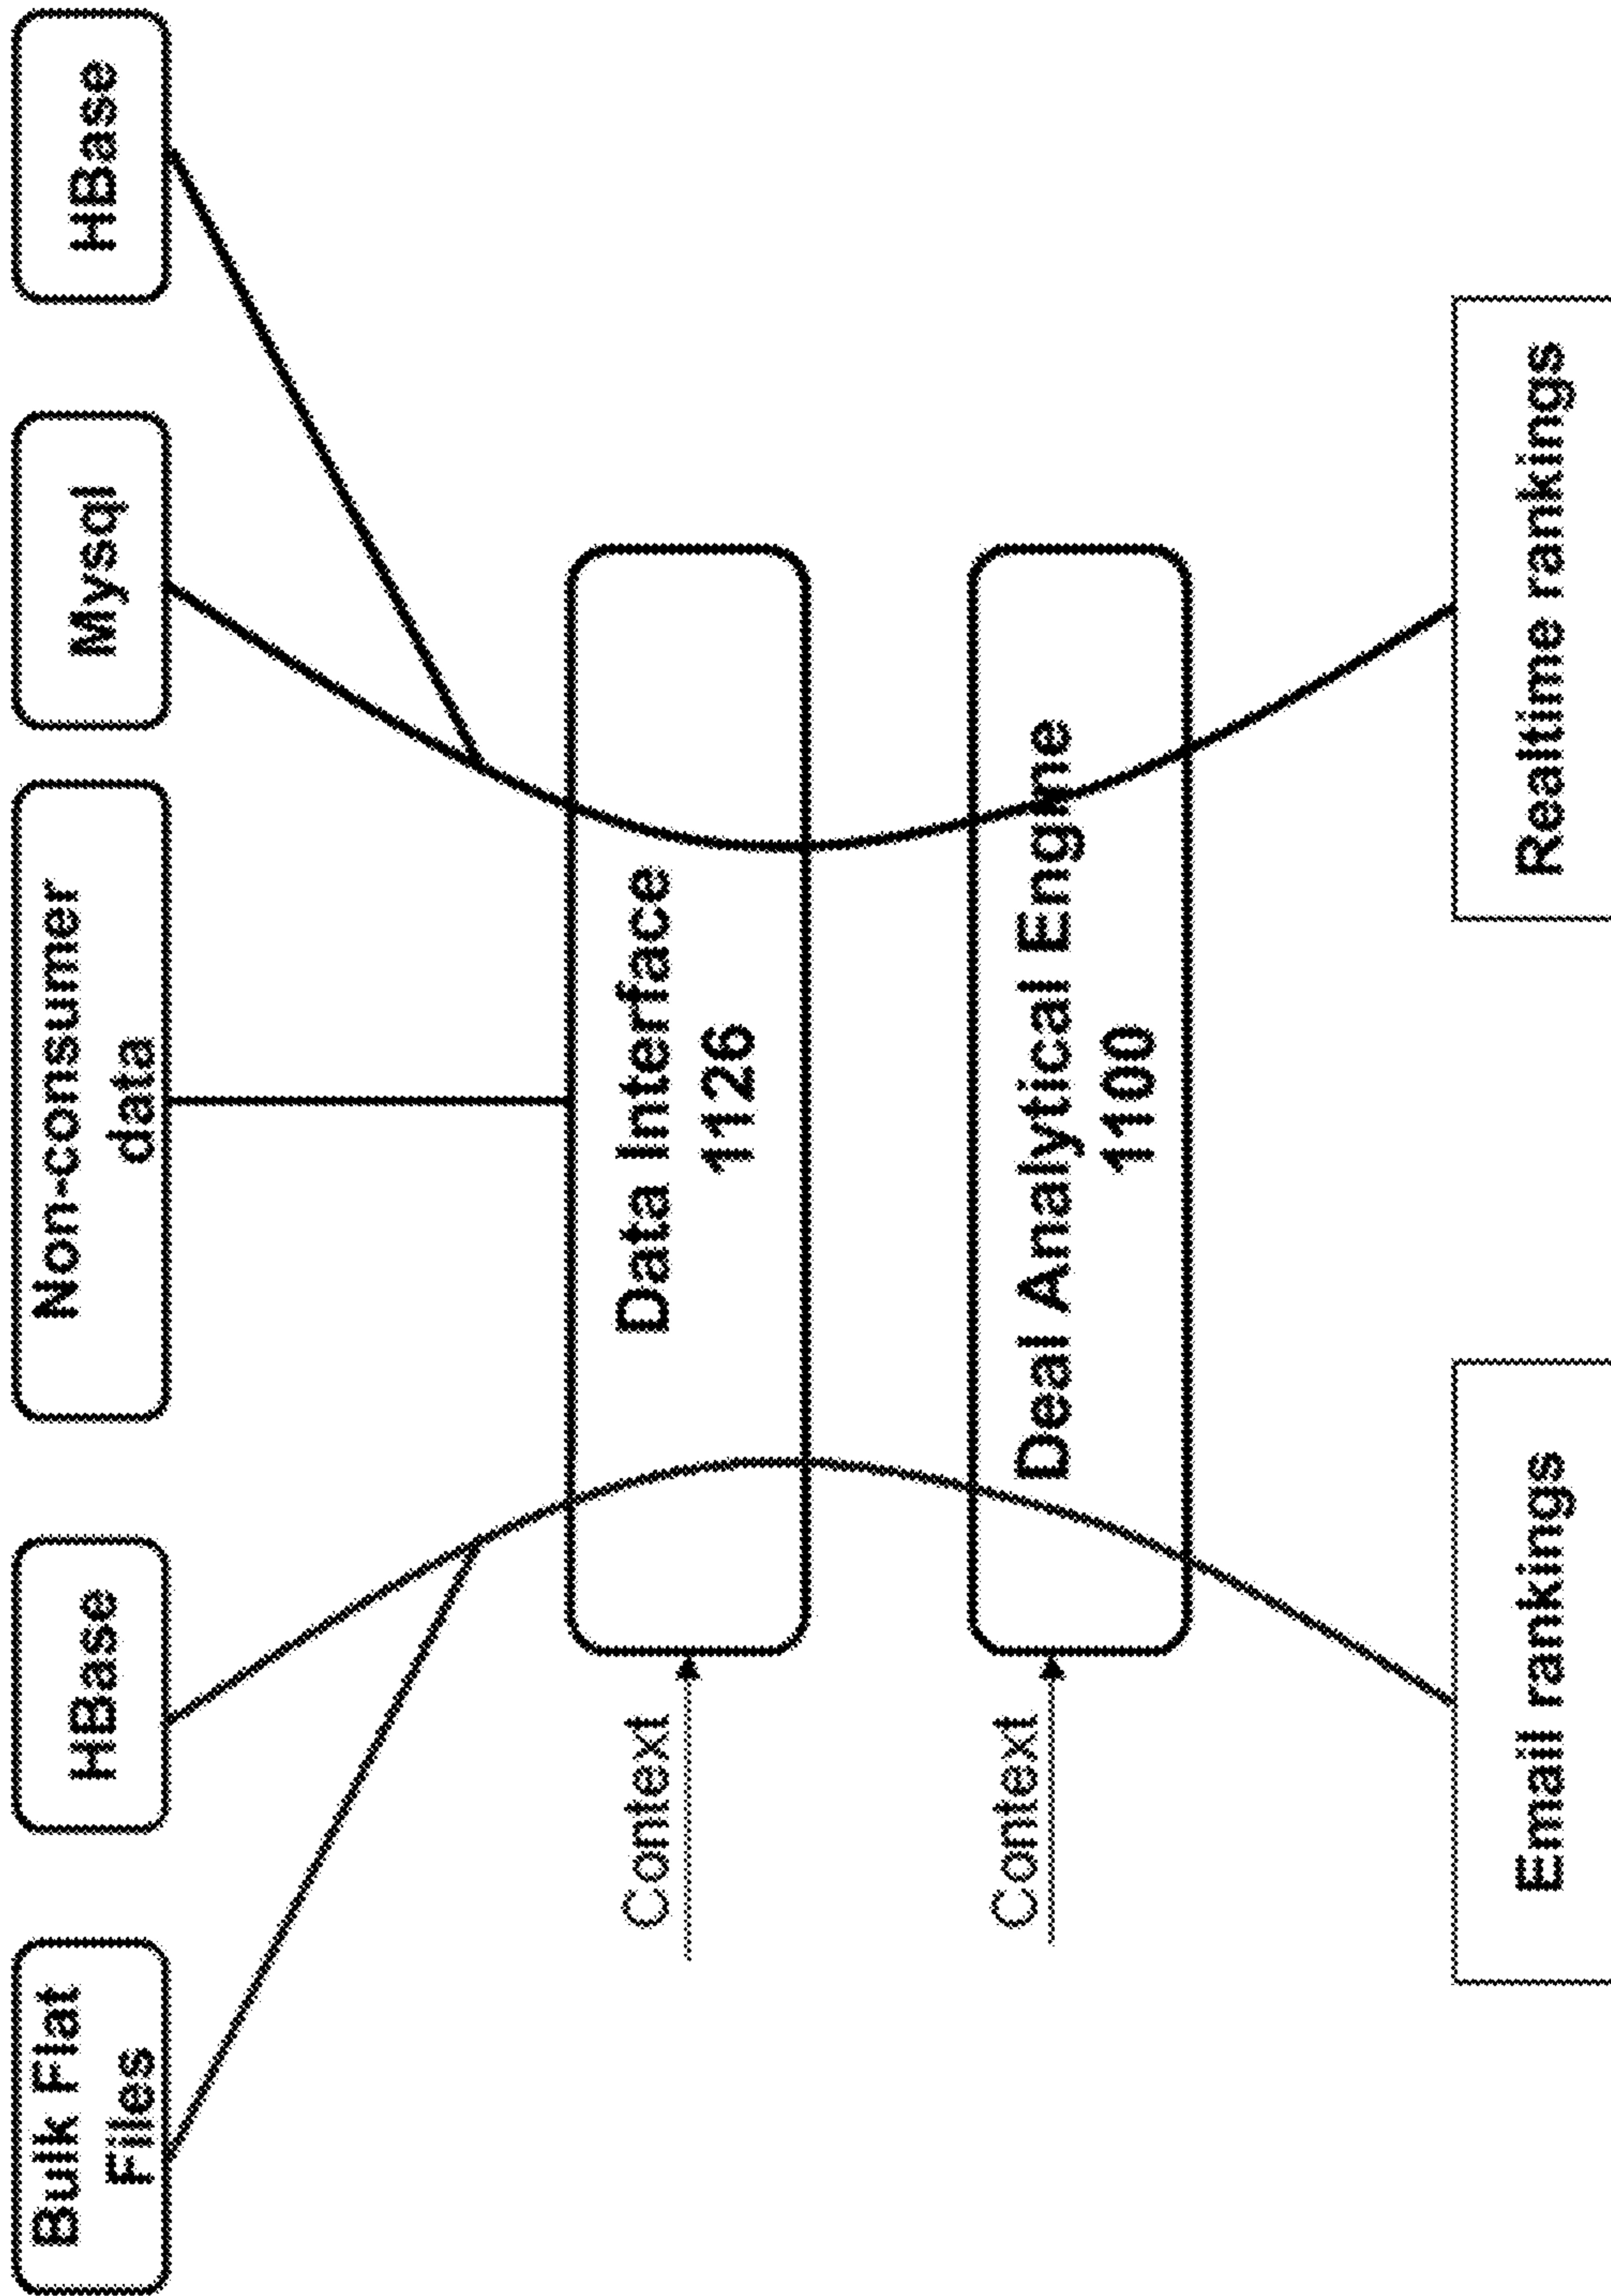 Bulk Flat
Files
HBase
Non-consumer
data
Mysql
HBase
Context
Data Interface
1126
Context
Deal Analytical Engine
1100
Email rankings
Realtime rankings